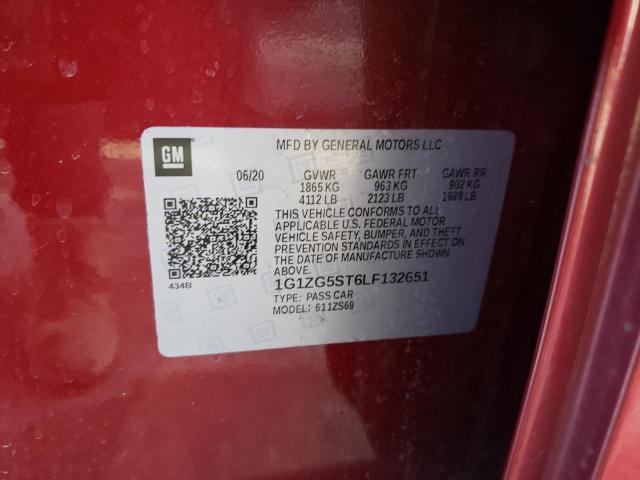 GM
MFD BY GENERAL MOTORS LLC
06/20 GVWR GAWR FRT GAWR RR
1865 KG 963 KG 902 KG
4112 LB 2123 LB 1989 LB
THIS VEHICLE CONFORMS TO ALL
APPLICABLE U.S. FEDERAL MOTOR
VEHICLE SAFETY, BUMPER, AND THEFT
PREVENTION STANDARDS IN EFFECT ON
THE DATE OF MANUFACTURE SHOWN
ABOVE.
434B
1G1ZG5ST6LF132651
TYPE: PASS CAR
MODEL: 611ZS69